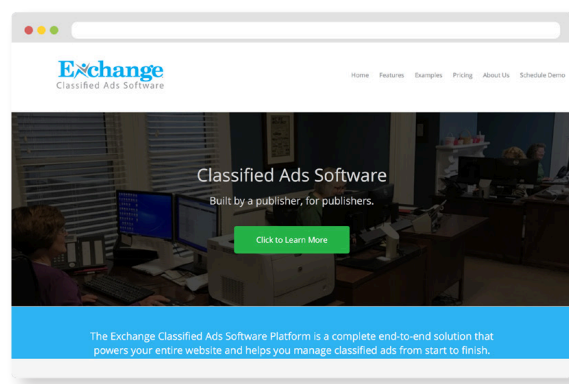 Exchange
Classified Ads Software
Home Features Examples Pricing About Us Schedule Demo
Classified Ads Software
Built by a publisher, for publishers.
Click to Learn More
The Exchange Classified Ads Software Platform is a complete end-to-end solution that
powers your entire website and helps you manage classified ads from start to finish.